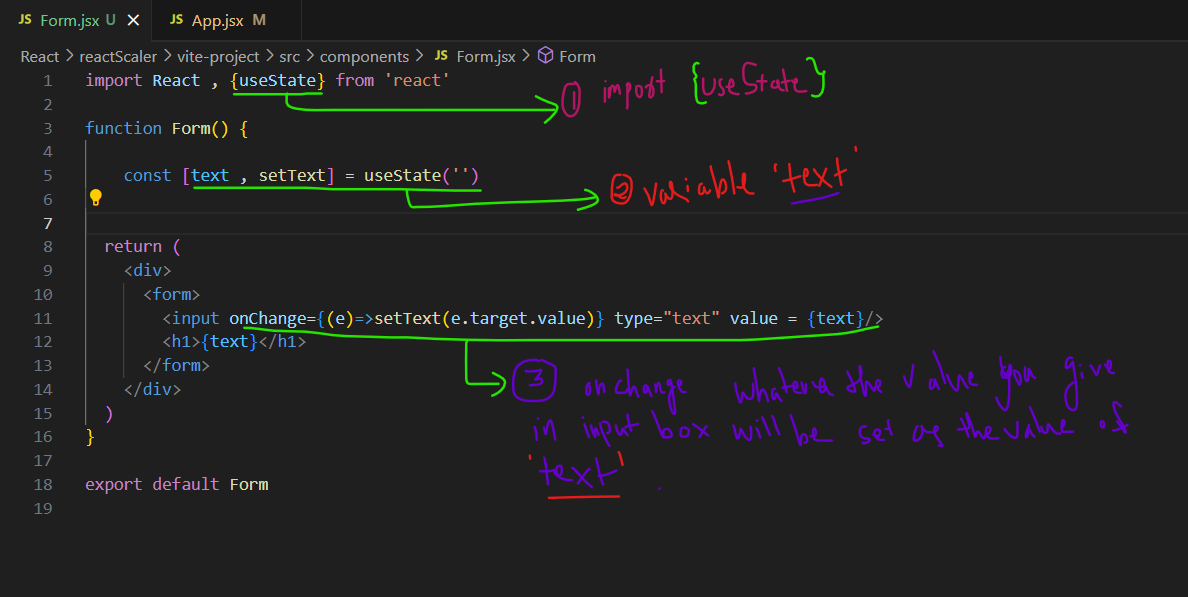 JS Form.jsx U × JS App.jsx M
React > reactScaler > vite-project > src > components > JS Form.jsx > Form
1 import React , {useState} from 'react'
① import {useState}
2
3 function Form() {
4
5 const [text , setText] = useState('')
② variable 'text'
6
7
8 return (
9 <div>
10 <form>
11 <input onChange={(e)=>setText(e.target.value)} type="text" value = {text}/>
12 <h1>{text}</h1>
13 </form>
14 </div>
15 )
16 }
17
18 export default Form
19
③ onchange whatever the value you give
in input box will be set as the value of
'text' .